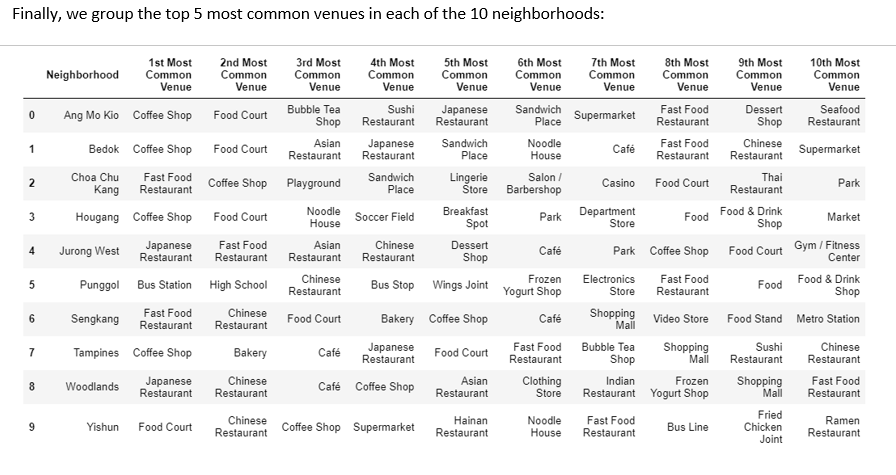 Finally, we group the top 5 most common venues in each of the 10 neighborhoods:
Neighborhood 1st Most Common Venue 2nd Most Common Venue 3rd Most Common Venue 4th Most Common Venue 5th Most Common Venue 6th Most Common Venue 7th Most Common Venue 8th Most Common Venue 9th Most Common Venue 10th Most Common Venue
0 Ang Mo Kio Coffee Shop Food Court Bubble Tea Shop Sushi Restaurant Japanese Restaurant Sandwich Place Supermarket Fast Food Restaurant Dessert Shop Seafood Restaurant
1 Bedok Coffee Shop Food Court Asian Restaurant Japanese Restaurant Sandwich Place Noodle House Café Fast Food Restaurant Chinese Restaurant Supermarket
2 Choa Chu Kang Fast Food Restaurant Coffee Shop Playground Sandwich Place Lingerie Store Salon / Barbershop Casino Food Court Thai Restaurant Park
3 Hougang Coffee Shop Food Court Noodle House Soccer Field Breakfast Spot Park Department Store Food Food & Drink Shop Market
4 Jurong West Japanese Restaurant Fast Food Restaurant Asian Restaurant Chinese Restaurant Dessert Shop Café Park Coffee Shop Food Court Gym / Fitness Center
5 Punggol Bus Station High School Chinese Restaurant Bus Stop Wings Joint Frozen Yogurt Shop Electronics Store Fast Food Restaurant Food Food & Drink Shop
6 Sengkang Fast Food Restaurant Chinese Restaurant Food Court Bakery Coffee Shop Café Shopping Mall Video Store Food Stand Metro Station
7 Tampines Coffee Shop Bakery Café Japanese Restaurant Food Court Fast Food Restaurant Bubble Tea Shop Shopping Mall Sushi Restaurant Chinese Restaurant
8 Woodlands Japanese Restaurant Chinese Restaurant Café Coffee Shop Asian Restaurant Clothing Store Indian Restaurant Frozen Yogurt Shop Shopping Mall Fast Food Restaurant
9 Yishun Food Court Chinese Restaurant Coffee Shop Supermarket Hainan Restaurant Noodle House Fast Food Restaurant Bus Line Fried Chicken Joint Ramen Restaurant